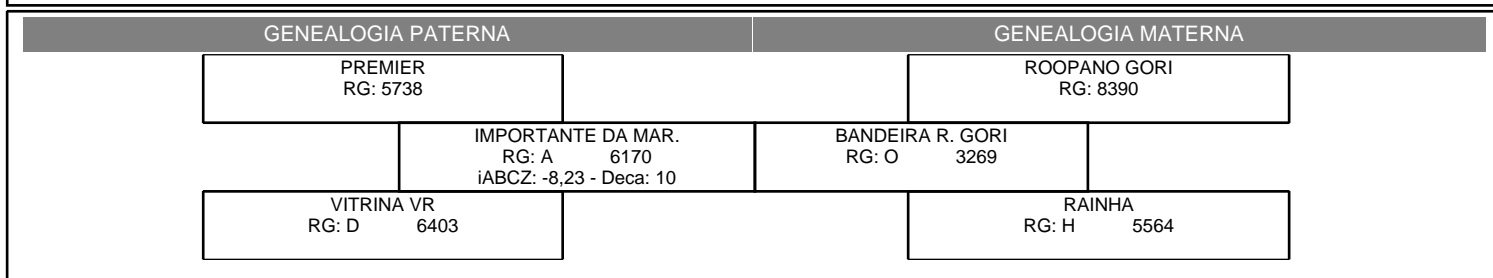 GENEALOGIA PATERNA
GENEALOGIA MATERNA
PREMIER
RG: 5738
ROOPANO GORI
RG: 8390
IMPORTANTE DA MAR.
RG: A 6170
iABCZ: -8,23 - Deca: 10
BANDEIRA R. GORI
RG: O 3269
VITRINA VR
RG: D 6403
RAINHA
RG: H 5564